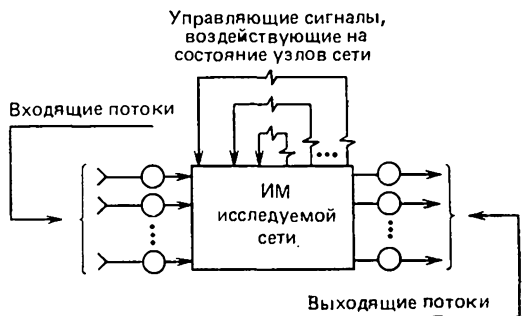 Управляющие сигналы,
воздействующие на
состояние узлов сети
Входящие потоки
ИМ
исследуемой
сети
Выходящие потоки